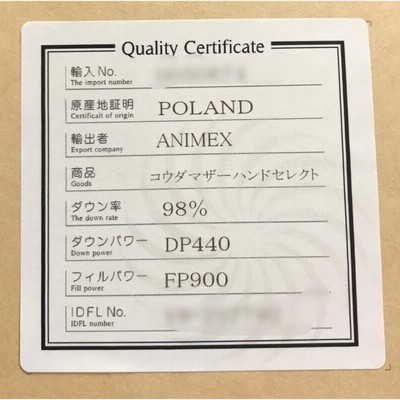 Quality Certificate
輸入No.
The import number
原産地証明 POLAND
Certificalt of origin
輸出者 ANIMEX
Export company
商品 コウダマザーハンドセレクト
Goods
ダウン率 98%
The down rate
ダウンパワー DP440
Down power
フィルパワー FP900
Fill power
IDFL No.
IDFL number